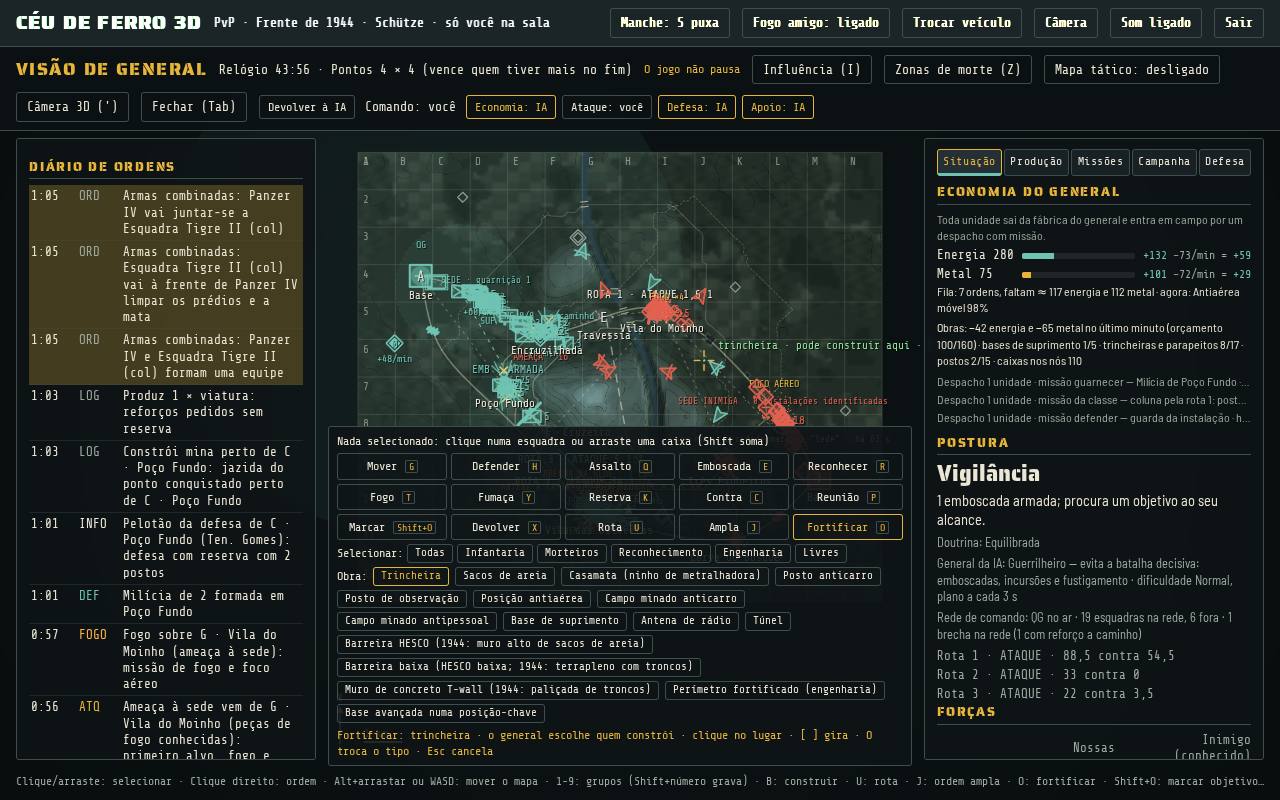 CÉU DE FERRO 3D PvP · Frente de 1944 · Schütze · só você na sala
Manche: 5 puxa
Fogo amigo: ligado
Trocar veículo
Câmera
Som ligado
Sair
VISÃO DE GENERAL Relógio 43:56 · Pontos 4 × 4 (vence quem tiver mais no fim) O jogo não pausa
Influência (I)
Zonas de morte (Z)
Mapa tático: desligado
Câmera 3D (')
Fechar (Tab)
Devolver à IA
Comando: você
Economia: IA
Ataque: você
Defesa: IA
Apoio: IA
DIÁRIO DE ORDENS
1:05 ORD Armas combinadas: Panzer
IV vai juntar-se a
Esquadra Tigre II (col)
1:05 ORD Armas combinadas:
Esquadra Tigre II (col)
vai à frente de Panzer IV
limpar os prédios e a
mata
1:05 ORD Armas combinadas: Panzer
IV e Esquadra Tigre II
(col) formam uma equipe
1:03 LOG Produz 1 × viatura:
reforços pedidos sem
reserva
1:03 LOG Constrói mina perto de C
· Poço Fundo: jazida do
ponto conquistado perto
de C · Poço Fundo
1:01 INFO Pelotão da defesa de C ·
Poço Fundo (Ten. Gomes):
defesa com reserva com 2
postos
1:01 DEF Milícia de 2 formada em
Poço Fundo
0:57 FOGO Fogo sobre G · Vila do
Moinho (ameaça à sede):
missão de fogo e foco
aéreo
0:56 ATQ Ameaça à sede vem de G ·
Vila do Moinho (peças de
fogo conhecidas):
primeiro alvo, fogo e
A B C D E F G H I J K L M N
2
3
4
5
6
7
8
QG
A
Base
SEDE · guarnição 1
+48/min
Encruzilhada
E
Travessia
Vila do Moinho
trincheira · pode construir aqui ·
Poço Fundo
FOGO AÉREO
SEDE INIMIGA
instalações identificadas
Nada selecionado: clique numa esquadra ou arraste uma caixa (Shift soma)
Mover G
Defender H
Assalto Q
Emboscada E
Reconhecer R
Fogo T
Fumaça Y
Reserva K
Contra C
Reunião P
Marcar Shift+O
Devolver X
Rota U
Ampla J
Fortificar O
Selecionar: Todas Infantaria Morteiros Reconhecimento Engenharia Livres
Obra: Trincheira Sacos de areia Casamata (ninho de metralhadora) Posto anticarro
Posto de observação Posição antiaérea Campo minado anticarro
Campo minado antipessoal Base de suprimento Antena de rádio Túnel
Barreira HESCO (1944: muro alto de sacos de areia)
Barreira baixa (HESCO baixa; 1944: terrapleno com troncos)
Muro de concreto T-wall (1944: paliçada de troncos) Perímetro fortificado (engenharia)
Base avançada numa posição-chave
Fortificar: trincheira · o general escolhe quem constrói · clique no lugar · [ ] gira · O
troca o tipo · Esc cancela
Situação
Produção
Missões
Campanha
Defesa
ECONOMIA DO GENERAL
Toda unidade sai da fábrica do general e entra em campo por um
despacho com missão.
Energia 280 +132 −73/min = +59
Metal 75 +101 −72/min = +29
Fila: 7 ordens, faltam ≈ 117 energia e 112 metal · agora: Antiaérea
móvel 98%
Obras: −42 energia e −65 metal no último minuto (orçamento
100/160) · bases de suprimento 1/5 · trincheiras e parapeitos 8/17 ·
postos 2/15 · caixas nos nós 110
Despacho 1 unidade · missão guarnecer — Milícia de Poço Fundo ·…
Despacho 1 unidade · missão da classe — coluna pela rota 1: post…
Despacho 1 unidade · missão defender — guarda da instalação · h…
POSTURA
Vigilância
1 emboscada armada; procura um objetivo ao seu
alcance.
Doutrina: Equilibrada
General da IA: Guerrilheiro — evita a batalha decisiva:
emboscadas, incursões e fustigamento · dificuldade Normal,
plano a cada 3 s
Rede de comando: QG no ar · 19 esquadras na rede, 6 fora · 1
brecha na rede (1 com reforço a caminho)
Rota 1 · ATAQUE · 88,5 contra 54,5
Rota 2 · ATAQUE · 33 contra 0
Rota 3 · ATAQUE · 22 contra 3,5
FORÇAS
Nossas
Inimigo
(conhecido)
Clique/arraste: selecionar · Clique direito: ordem · Alt+arrastar ou WASD: mover o mapa · 1-9: grupos (Shift+número grava) · B: construir · U: rota · J: ordem ampla · O: fortificar · Shift+O: marcar objetivo…